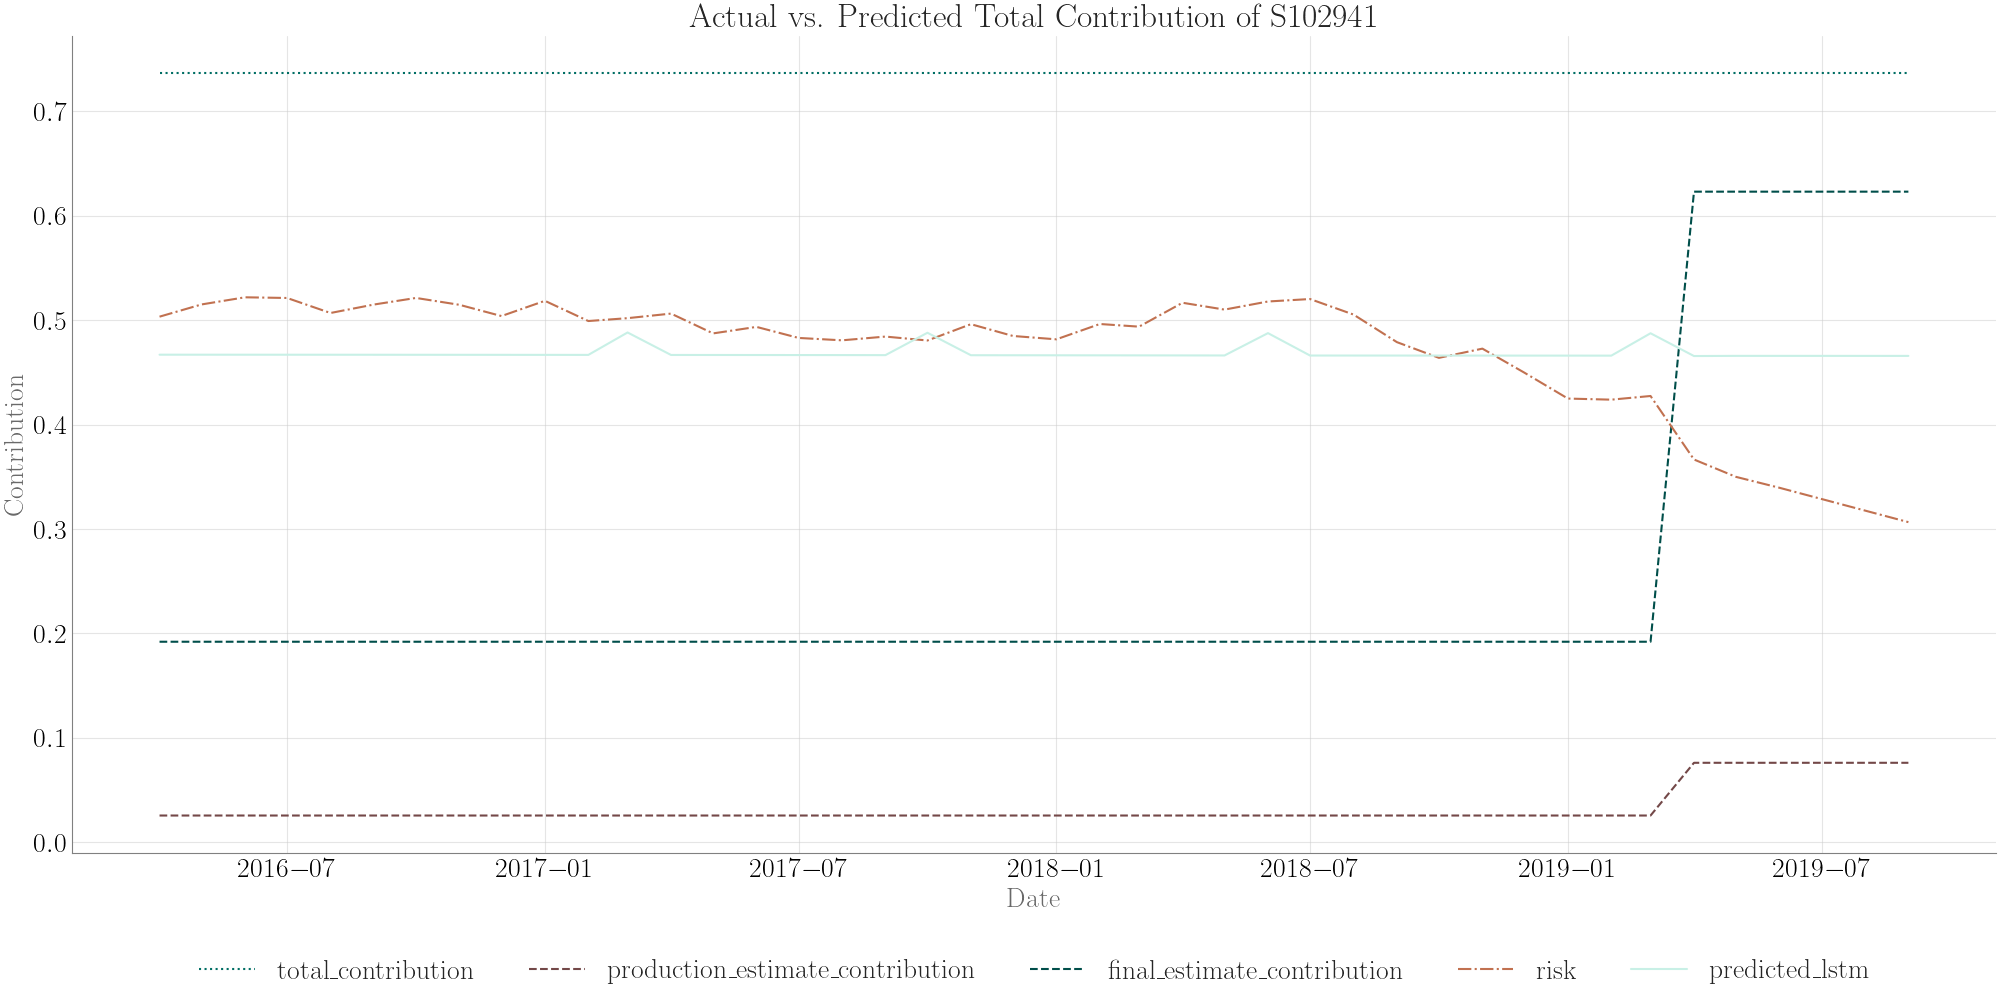 Actual vs. Predicted Total Contribution of S102941
0.7
0.6
0.5
0.4
0.3
0.2
0.1
0.0
Contribution
2016–07 2017–01 2017–07 2018–01 2018–07 2019–01 2019–07
Date
total_contribution production_estimate_contribution final_estimate_contribution risk predicted_lstm